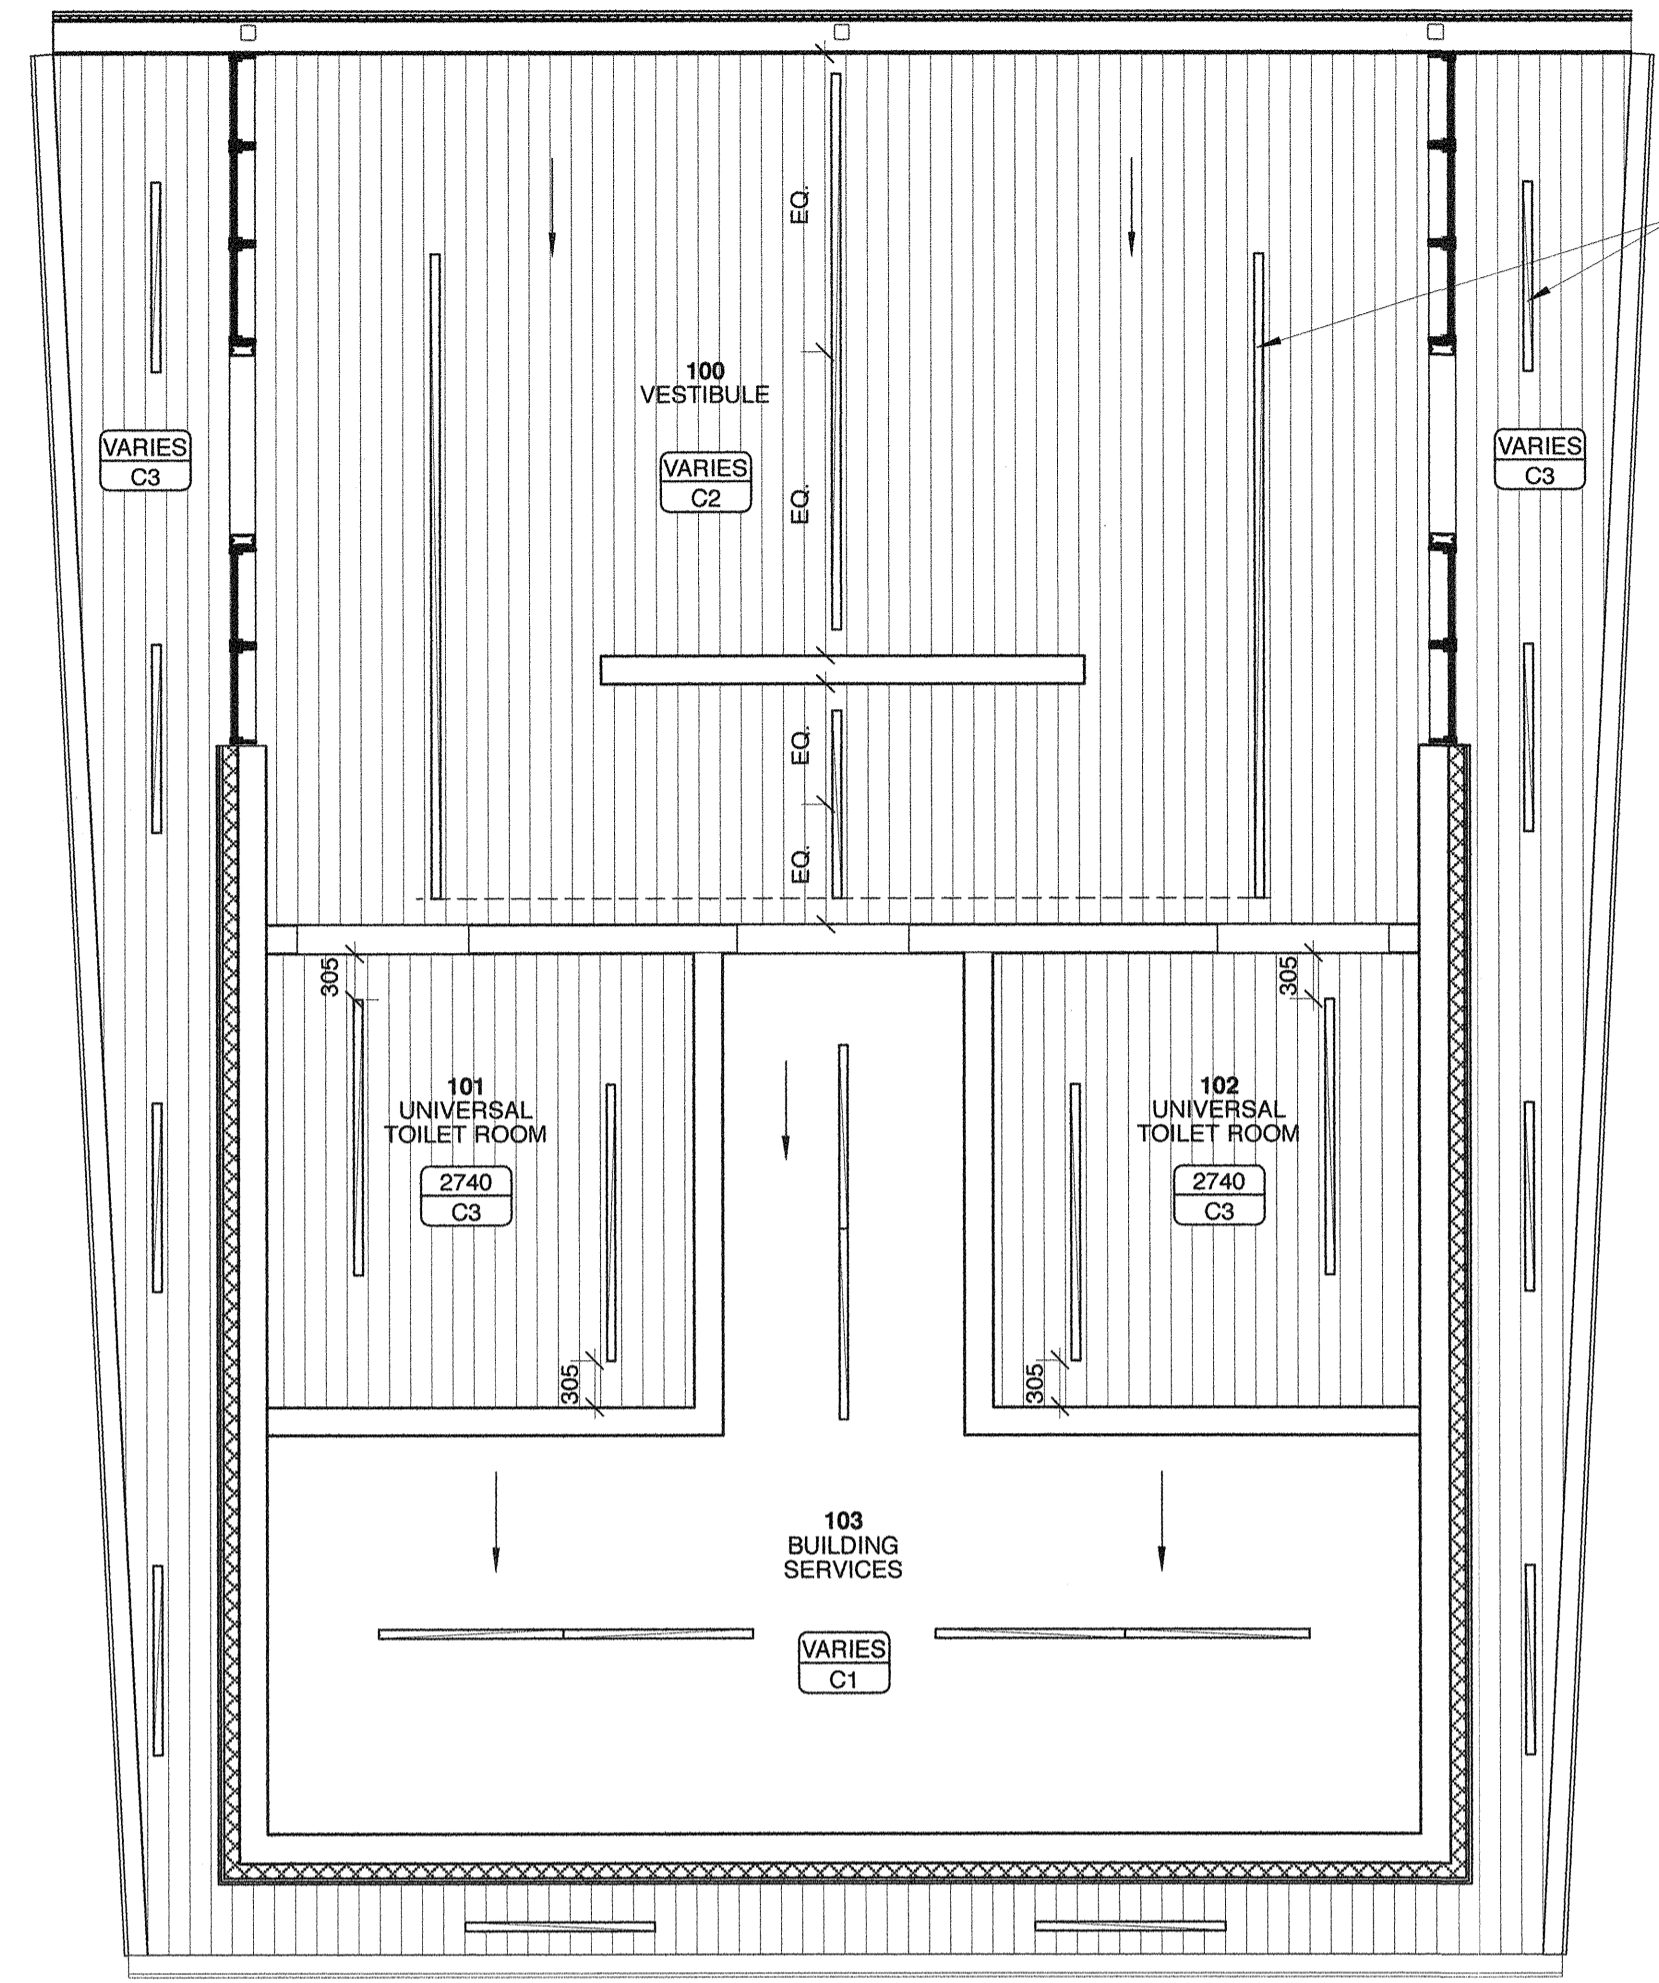 EQ.
100
VESTIBULE
VARIES
C3
VARIES
C2
EQ.
VARIES
C3
EQ.
EQ.
305
305
101
UNIVERSAL
TOILET ROOM
2740
C3
102
UNIVERSAL
TOILET ROOM
2740
C3
305
305
103
BUILDING
SERVICES
VARIES
C1